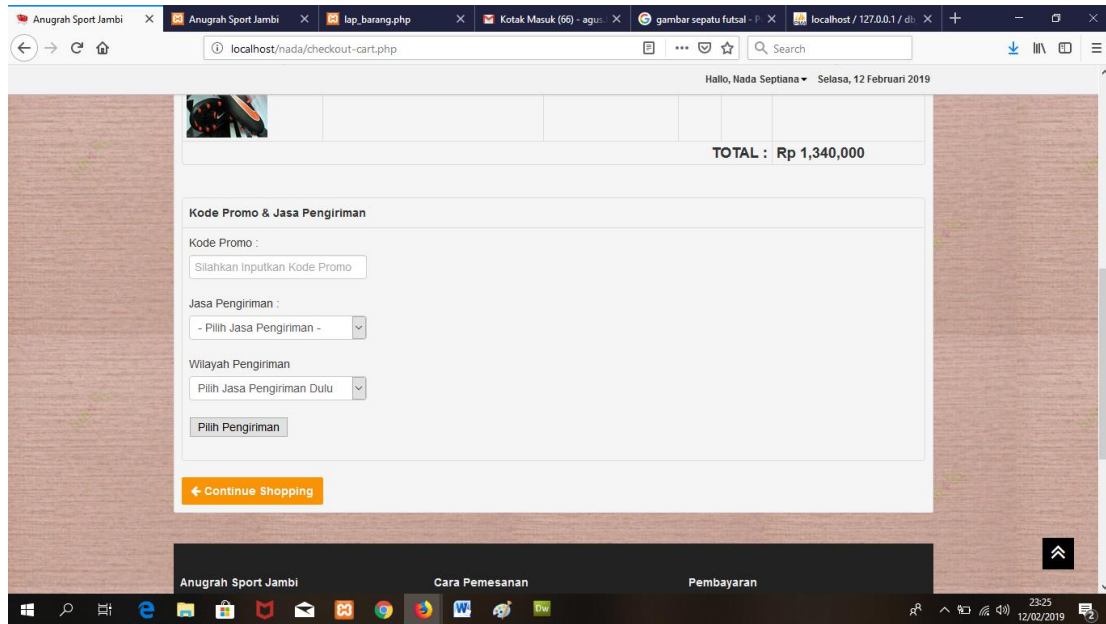 Anugrah Sport Jambi
Anugrah Sport Jambi
lap_barang.php
Kotak Masuk (66) - agus.
gambar sepatu futsal - P
localhost / 127.0.0.1 / db
localhost/nada/checkout-cart.php
Search
Hallo, Nada Septiana Selasa, 12 Februari 2019
TOTAL : Rp 1,340,000
Kode Promo & Jasa Pengiriman
Kode Promo :
Silahkan Inputkan Kode Promo
Jasa Pengiriman :
- Pilih Jasa Pengiriman -
Wilayah Pengiriman
Pilih Jasa Pengiriman Dulu
Pilih Pengiriman
Continue Shopping
Anugrah Sport Jambi
Cara Pemesanan
Pembayaran
W
Dw
23:25
12/02/2019
2